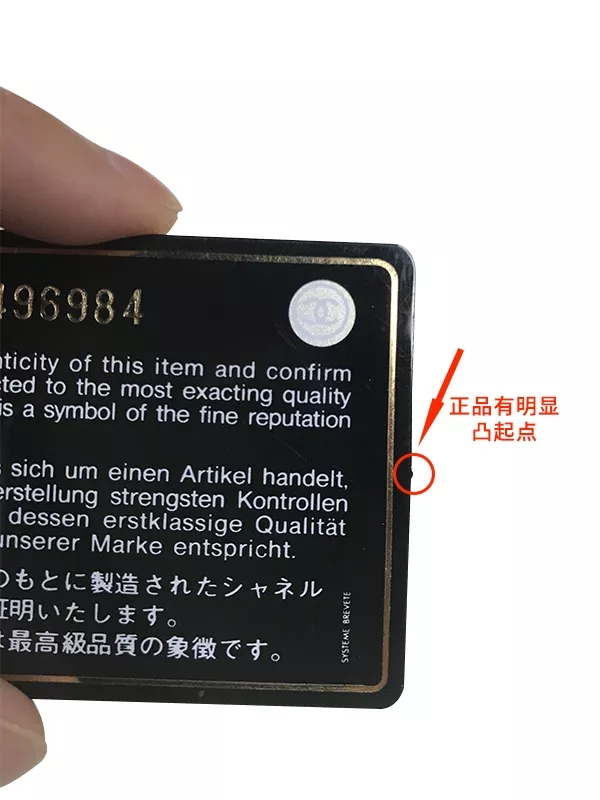 496984
nticity of this item and confirm
cted to the most exacting quality
is a symbol of the fine reputation
正品有明显
凸起点
s sich um einen Artikel handelt,
erstellung strengsten Kontrollen
dessen erstklassige Qualität
unserer Marke entspricht.
のもとに製造されたシャネル
証明いたします。
は最高級品質の象徴です。
SYSTEME BREVETE